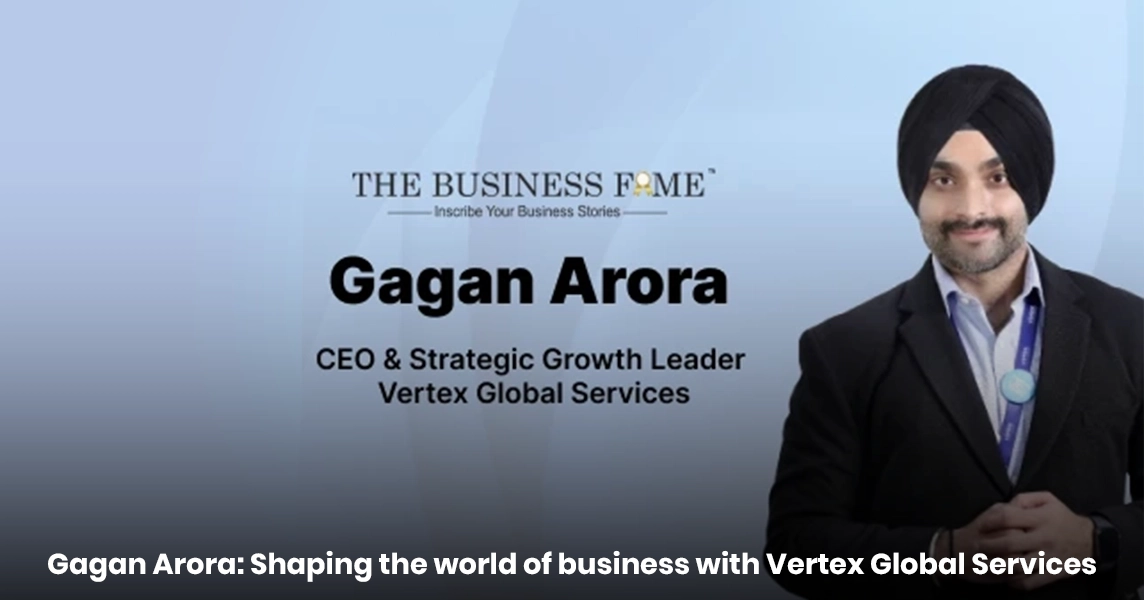 THE BUSINESS FAME™
Inscribe Your Business Stories
Gagan Arora
CEO & Strategic Growth Leader
Vertex Global Services
Gagan Arora: Shaping the world of business with Vertex Global Services